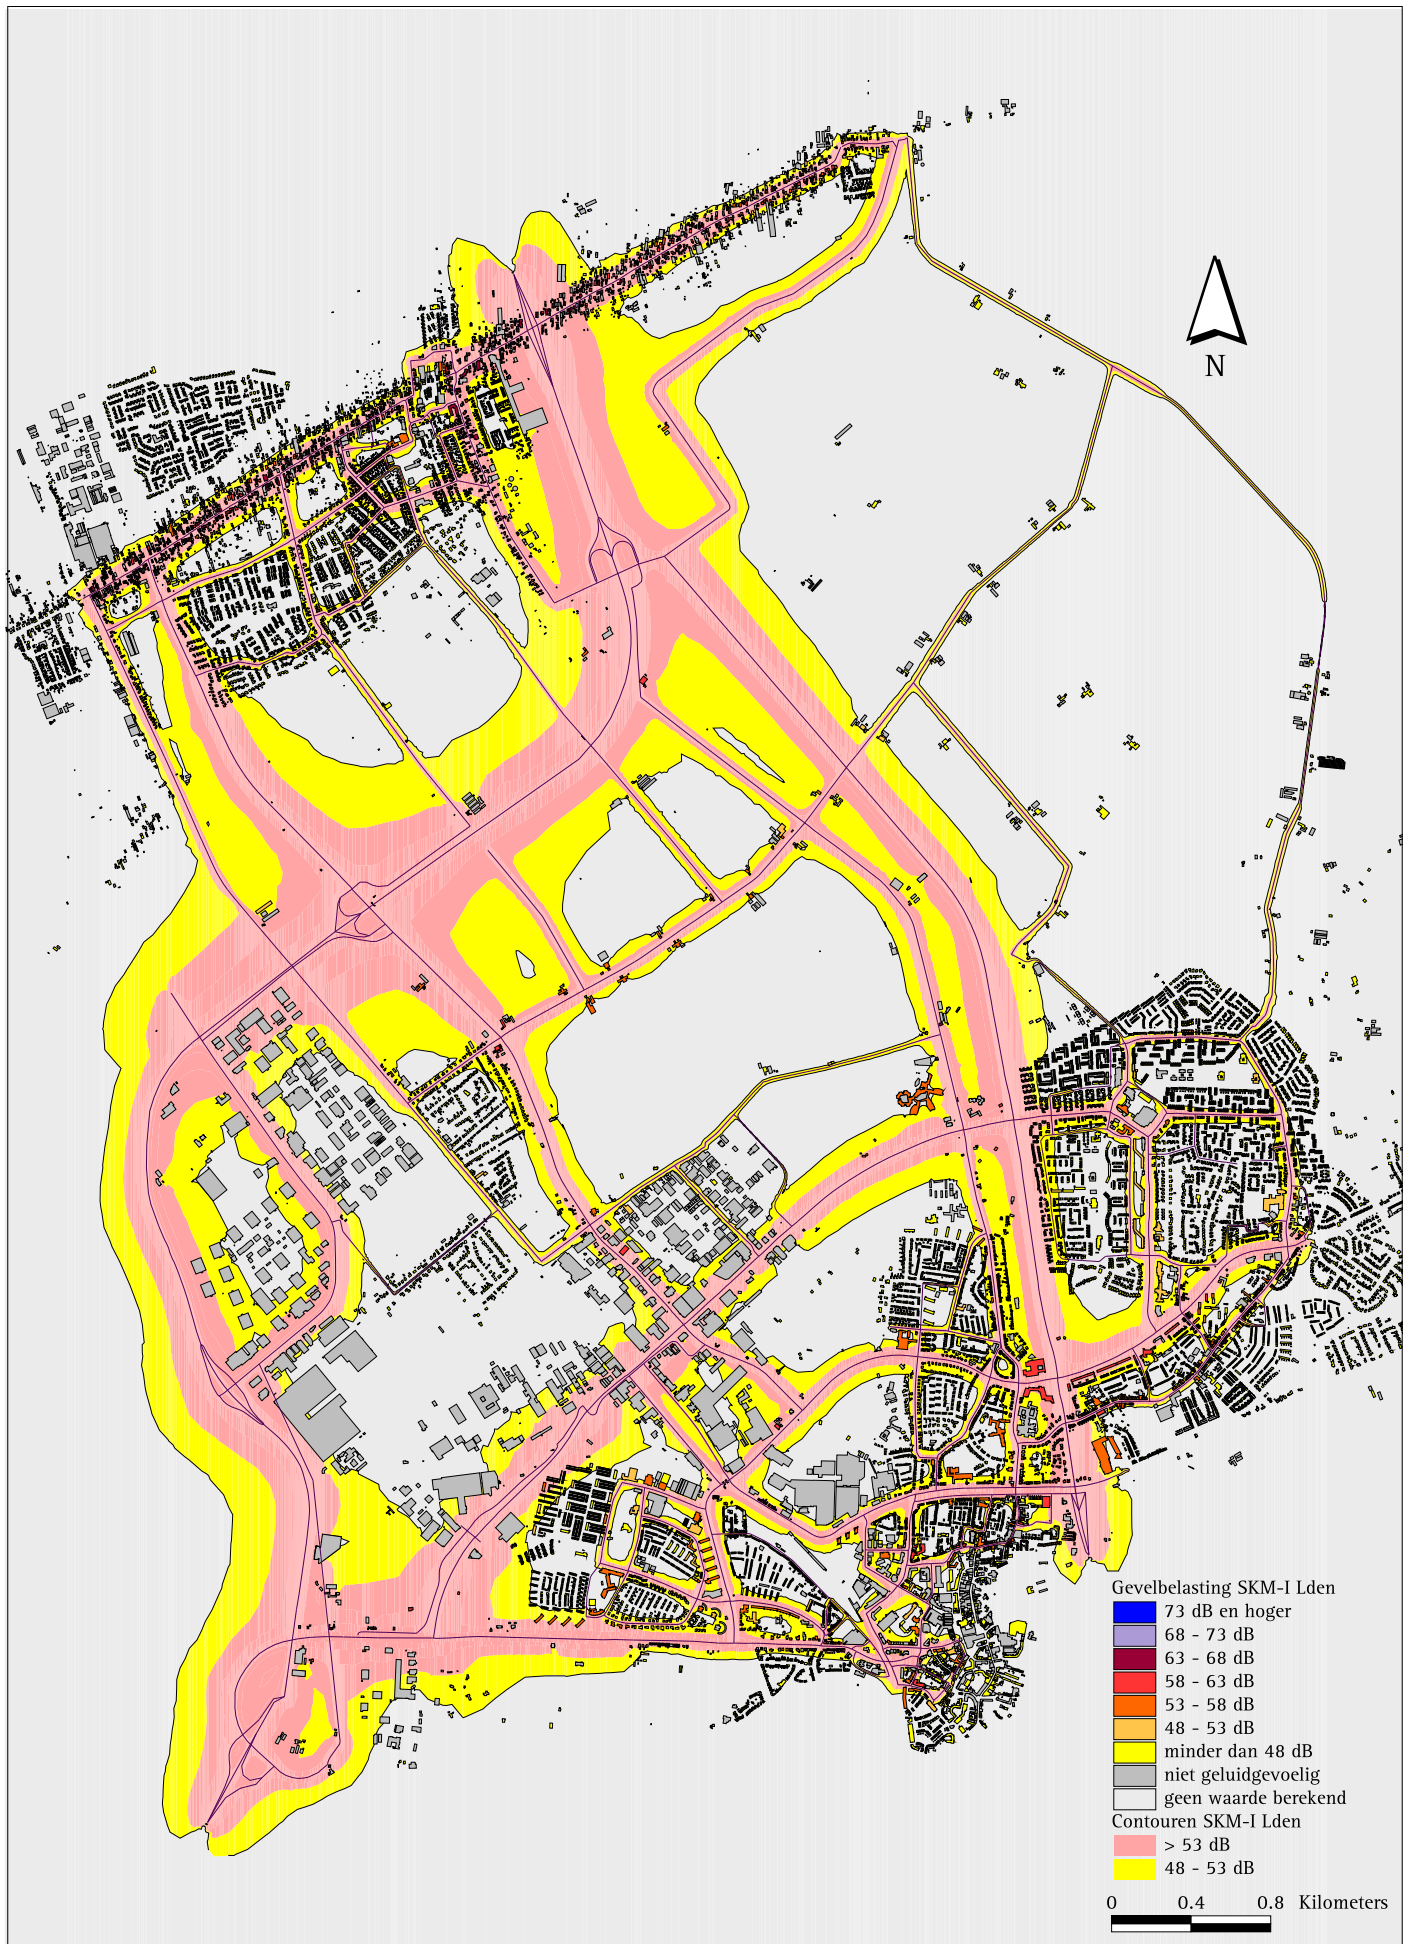 N
Gevelbelasting SKM-I Lden
73 dB en hoger
68 - 73 dB
63 - 68 dB
58 - 63 dB
53 - 58 dB
48 - 53 dB
minder dan 48 dB
niet geluidgevoelig
geen waarde berekend
Contouren SKM-I Lden
> 53 dB
48 - 53 dB
0 0.4 0.8 Kilometers